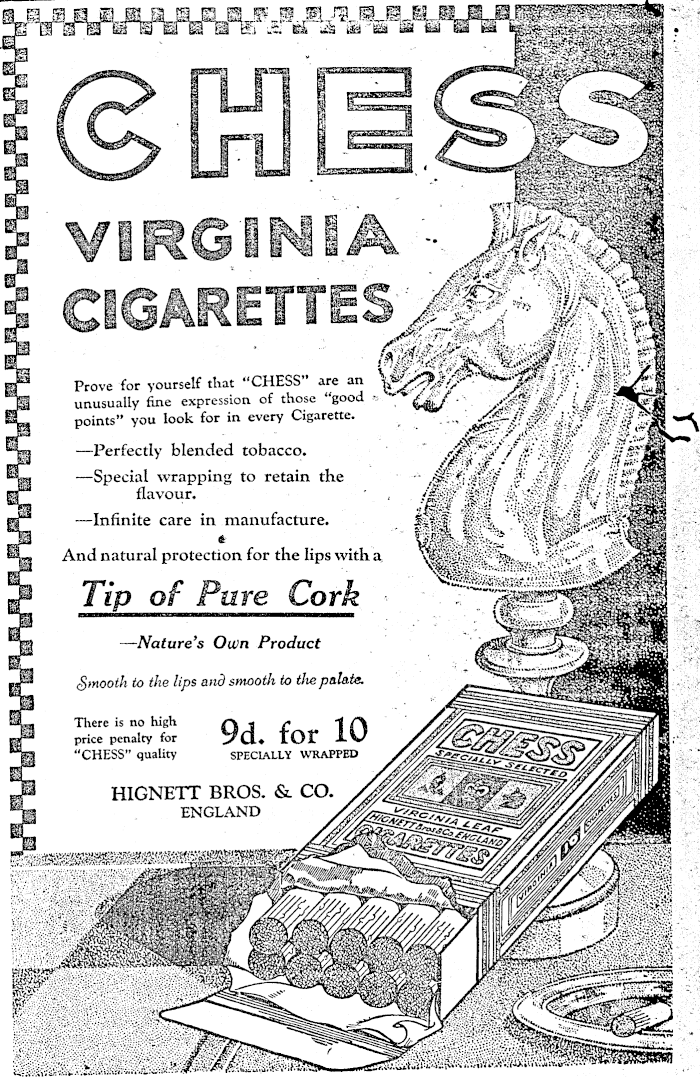 CHESS
VIRGINIA
CIGARETTES
Prove for yourself that "CHESS" are an
unusually fine expression of those "good
points" you look for in every Cigarette.
—Perfectly blended tobacco.
—Special wrapping to retain the
flavour.
—Infinite care in manufacture.
And natural protection for the lips with a
Tip of Pure Cork
—Nature's Own Product
Smooth to the lips and smooth to the palate.
There is no high
price penalty for
"CHESS" quality
9d. for 10
SPECIALLY WRAPPED
HIGNETT BROS. & CO.
ENGLAND
CHESS
SPECIALLY SELECTED
VIRGINIA LEAF
HIGNETT Bros & Co. ENGLAND
CIGARETTES
VIRGINIA 10